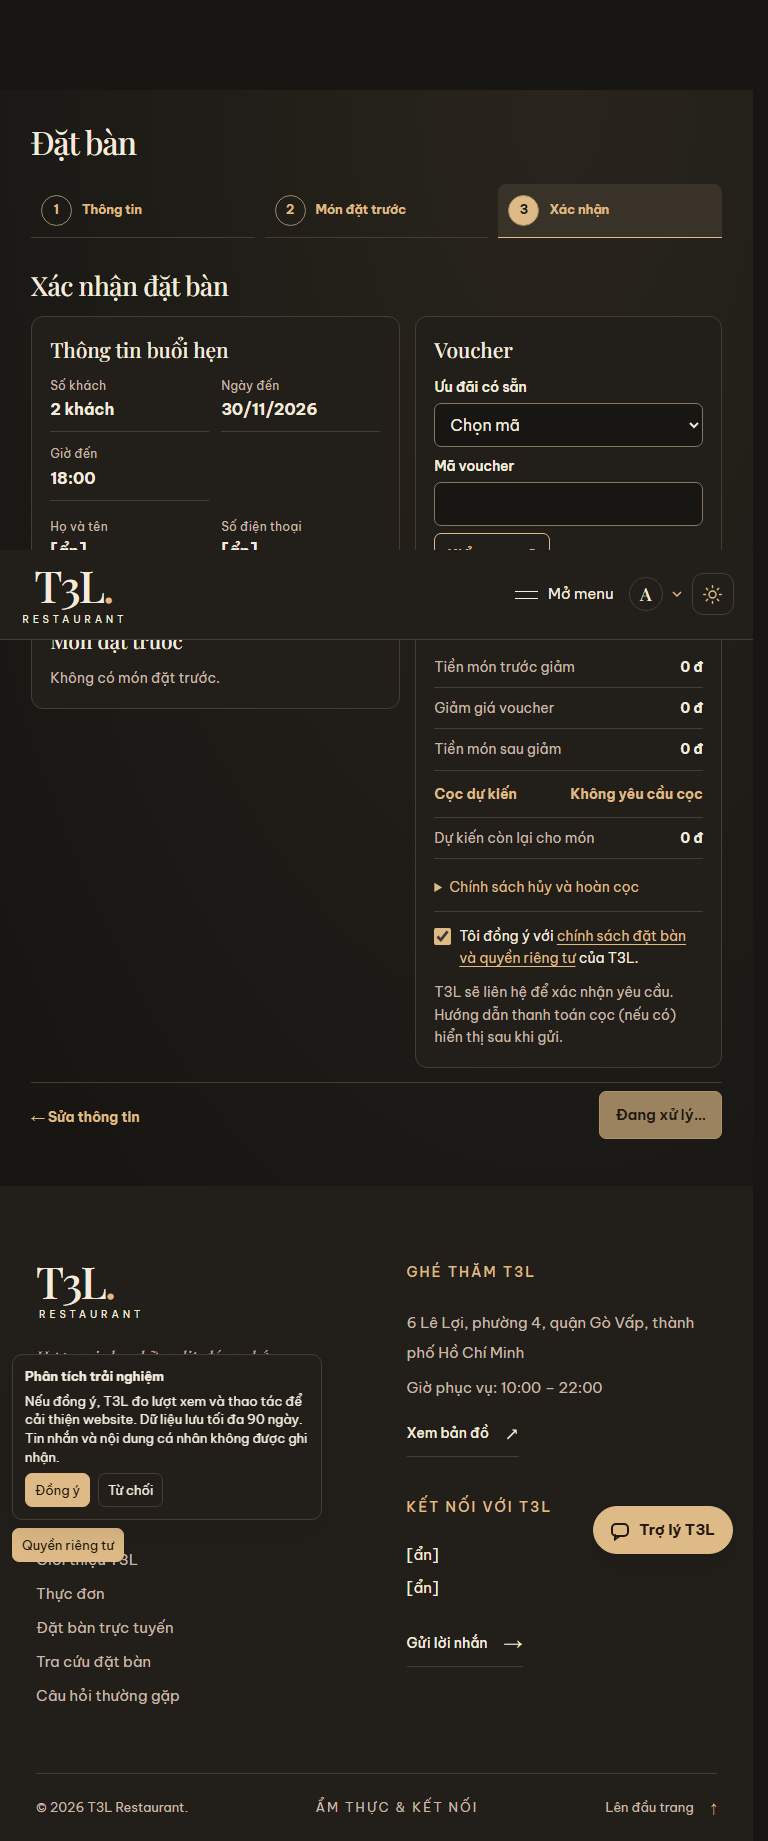 Đặt bàn
1 Thông tin
2 Món đặt trước
3 Xác nhận
Xác nhận đặt bàn
Thông tin buổi hẹn
Số khách
2 khách
Ngày đến
30/11/2026
Giờ đến
18:00
Họ và tên
[ẩn]
Số điện thoại
[ẩn]
Voucher
Ưu đãi có sẵn
Chọn mã
Mã voucher
T3L.
RESTAURANT
Mở menu
A
Món đặt trước
Không có món đặt trước.
Tiền món trước giảm 0 đ
Giảm giá voucher 0 đ
Tiền món sau giảm 0 đ
Cọc dự kiến Không yêu cầu cọc
Dự kiến còn lại cho món 0 đ
Chính sách hủy và hoàn cọc
Tôi đồng ý với chính sách đặt bàn
và quyền riêng tư của T3L.
T3L sẽ liên hệ để xác nhận yêu cầu.
Hướng dẫn thanh toán cọc (nếu có)
hiển thị sau khi gửi.
← Sửa thông tin
Đang xử lý...
T3L.
RESTAURANT
Phân tích trải nghiệm
Nếu đồng ý, T3L đo lượt xem và thao tác để
cải thiện website. Dữ liệu lưu tối đa 90 ngày.
Tin nhắn và nội dung cá nhân không được ghi
nhận.
Đồng ý
Từ chối
Quyền riêng tư
Giới thiệu T3L
Thực đơn
Đặt bàn trực tuyến
Tra cứu đặt bàn
Câu hỏi thường gặp
GHÉ THĂM T3L
6 Lê Lợi, phường 4, quận Gò Vấp, thành
phố Hồ Chí Minh
Giờ phục vụ: 10:00 – 22:00
Xem bản đồ ↗
KẾT NỐI VỚI T3L
[ẩn]
[ẩn]
Gửi lời nhắn →
Trợ lý T3L
© 2026 T3L Restaurant.
ẨM THỰC & KẾT NỐI
Lên đầu trang ↑